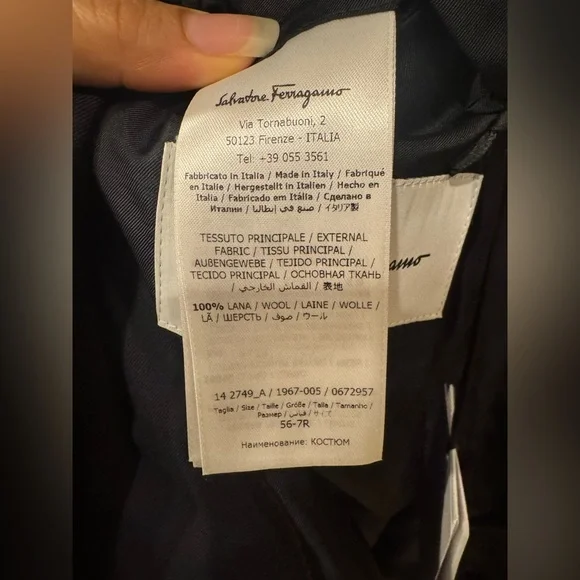 Salvatore Ferragamo
Via Tornabuoni, 2
50123 Firenze - ITALIA
Tel: +39 055 3561
Fabbricato in Italia / Made in Italy / Fabriqué
en Italie / Hergestellt in Italien / Hecho en
Italia / Fabricado em Itália / Сделано в
Италии / صنع في إيطاليا / イタリア製
TESSUTO PRINCIPALE / EXTERNAL
FABRIC / TISSU PRINCIPAL /
AUßENGEWEBE / TEJIDO PRINCIPAL /
TECIDO PRINCIPAL / ОСНОВНАЯ ТКАНЬ
/ القماش الخارجي / 表地
100% LANA / WOOL / LAINE / WOLLE /
LÃ / ШЕРСТЬ / صوف / ウール
14 2749_A / 1967-005 / 0672957
Taglia / Size / Taille / Größe / Talla / Tamanho /
Размер / قياس / サイズ
56-7R
Наименование: КОСТЮМ